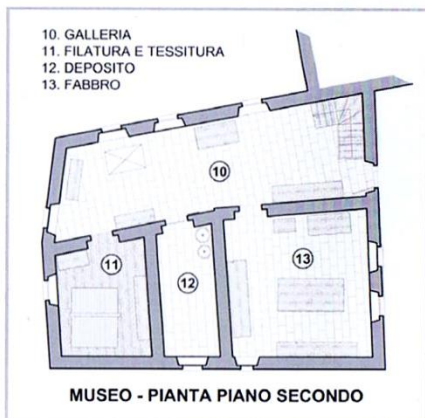 10. GALLERIA
11. FILATURA E TESSITURA
12. DEPOSITO
13. FABBRO
10
11
12
13
MUSEO - PIANTA PIANO SECONDO